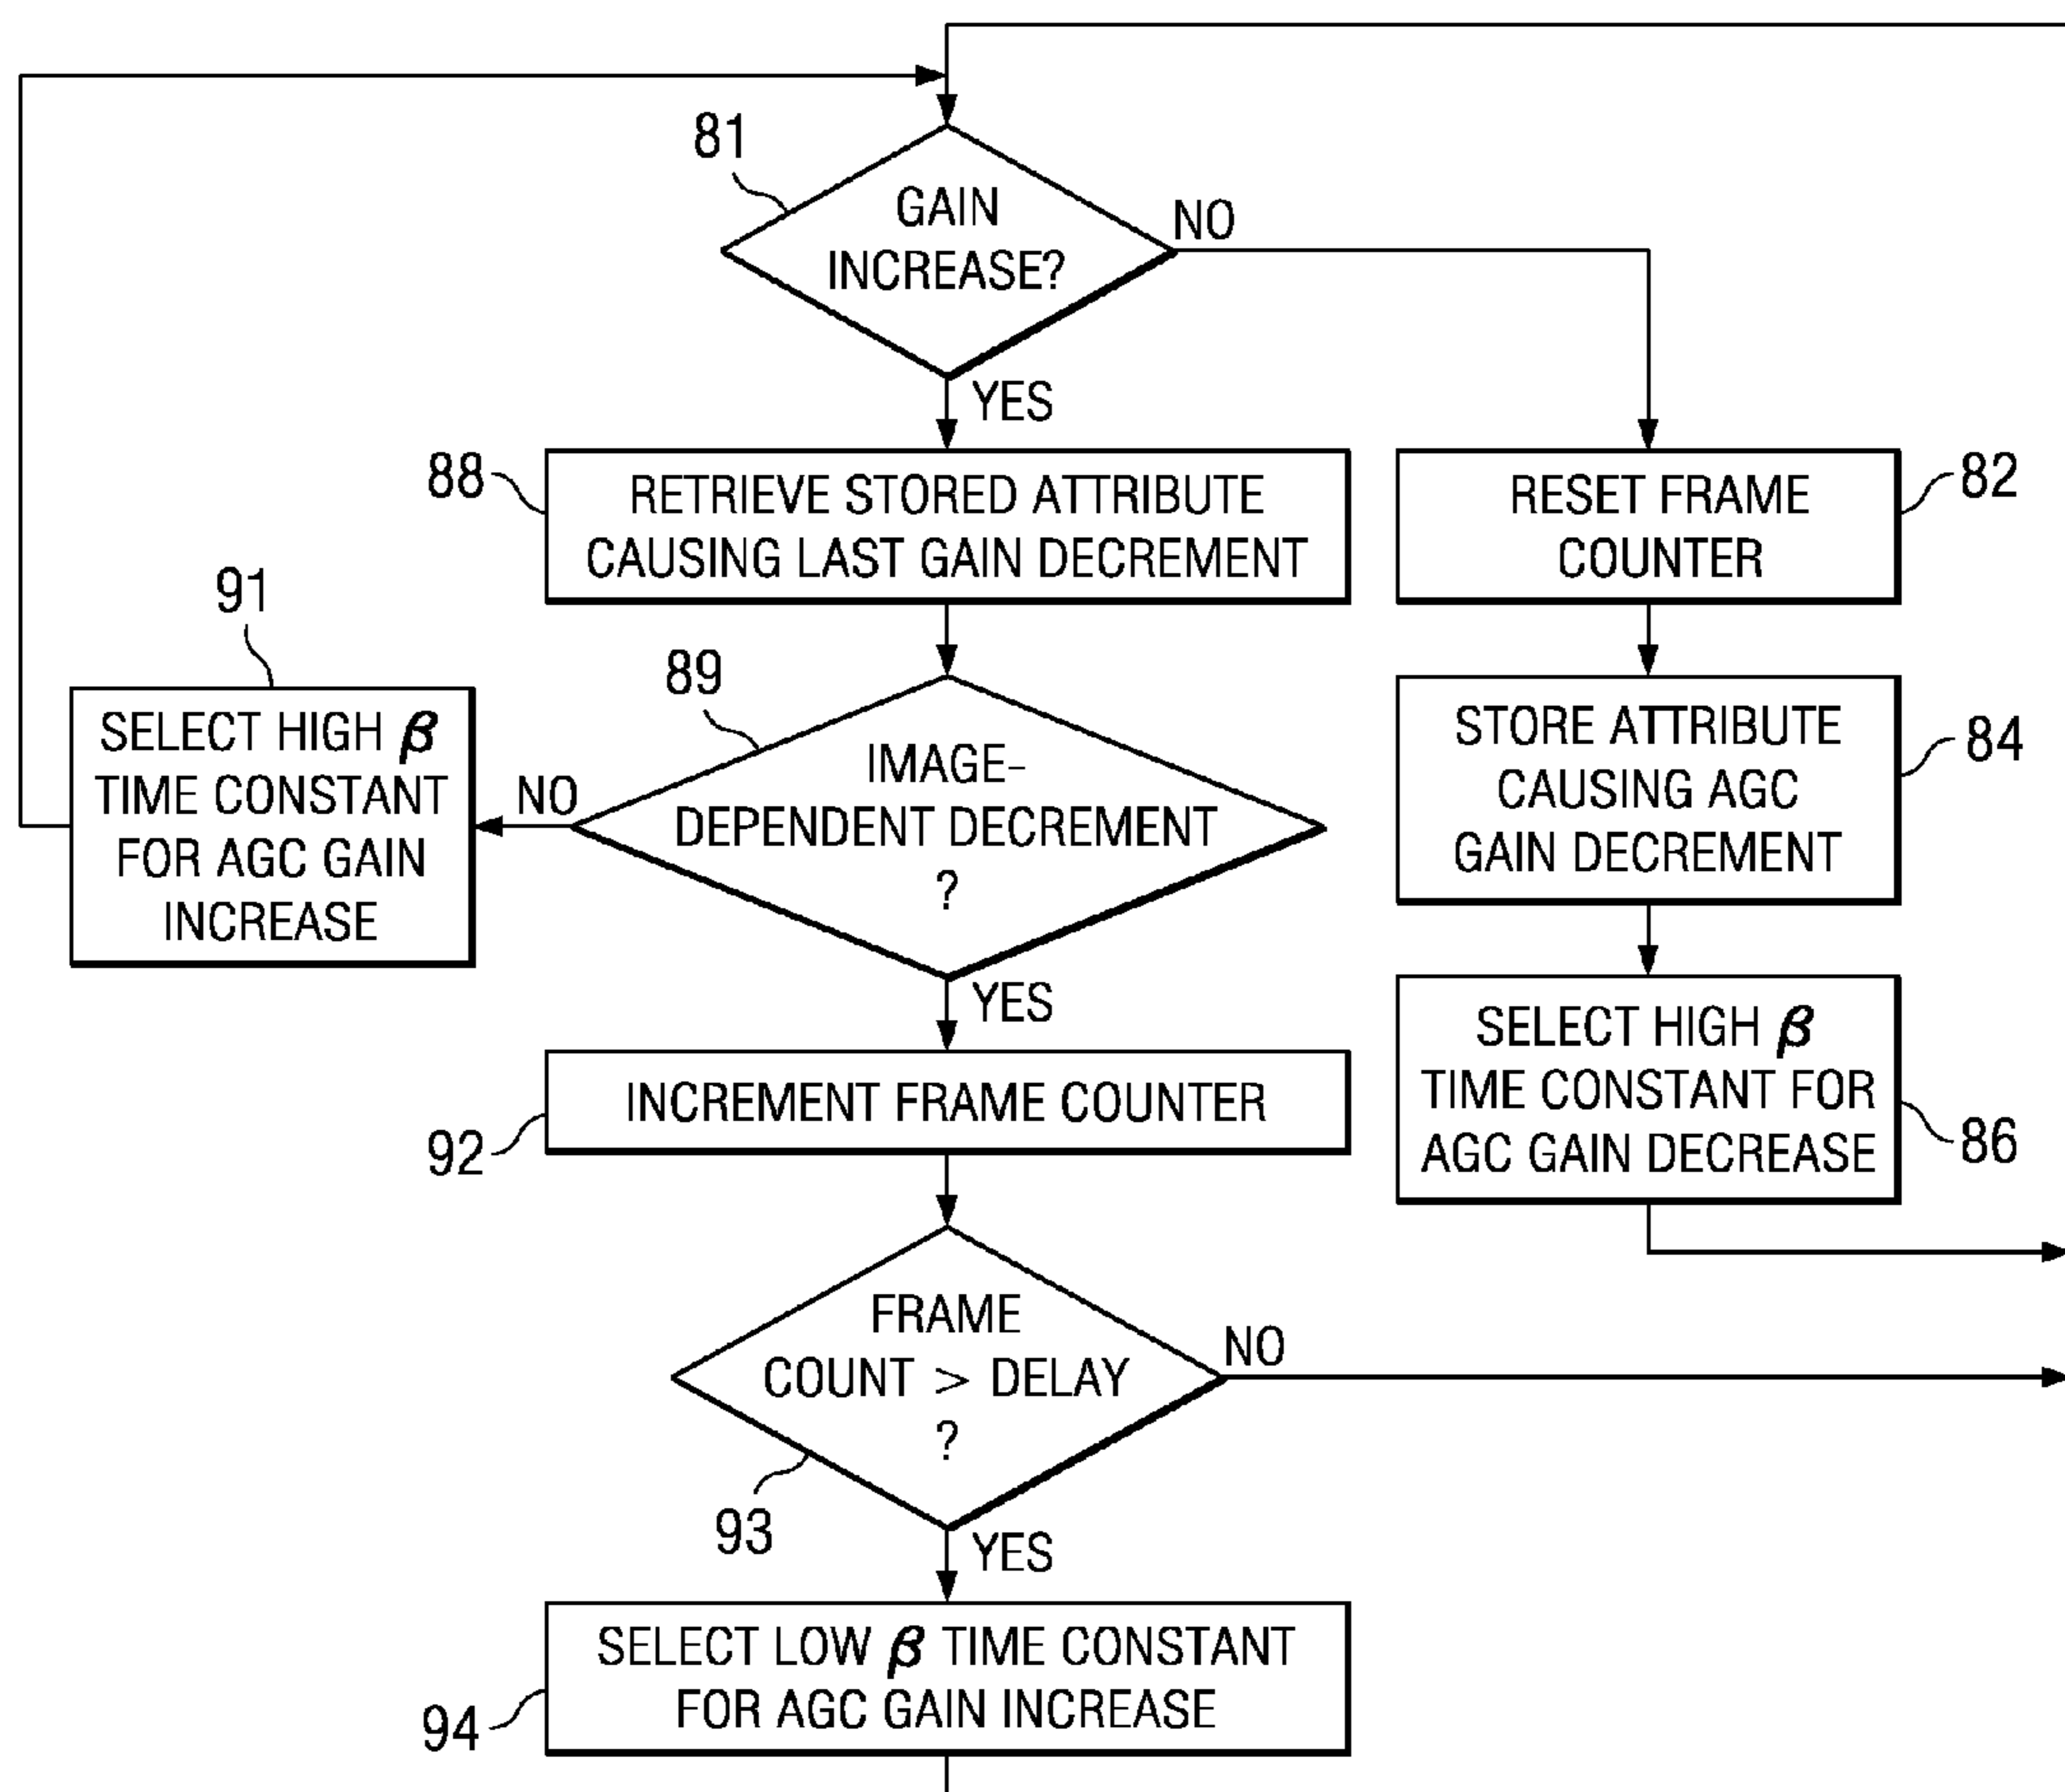 81
GAIN
INCREASE?
NO
YES
88
RETRIEVE STORED ATTRIBUTE
CAUSING LAST GAIN DECREMENT
RESET FRAME
COUNTER
82
91
SELECT HIGH β
TIME CONSTANT
FOR AGC GAIN
INCREASE
NO
89
IMAGE-
DEPENDENT DECREMENT
?
YES
STORE ATTRIBUTE
CAUSING AGC
GAIN DECREMENT
84
SELECT HIGH β
TIME CONSTANT FOR
AGC GAIN DECREASE
86
INCREMENT FRAME COUNTER
92
FRAME
COUNT > DELAY
?
NO
93
YES
SELECT LOW β TIME CONSTANT
FOR AGC GAIN INCREASE
94